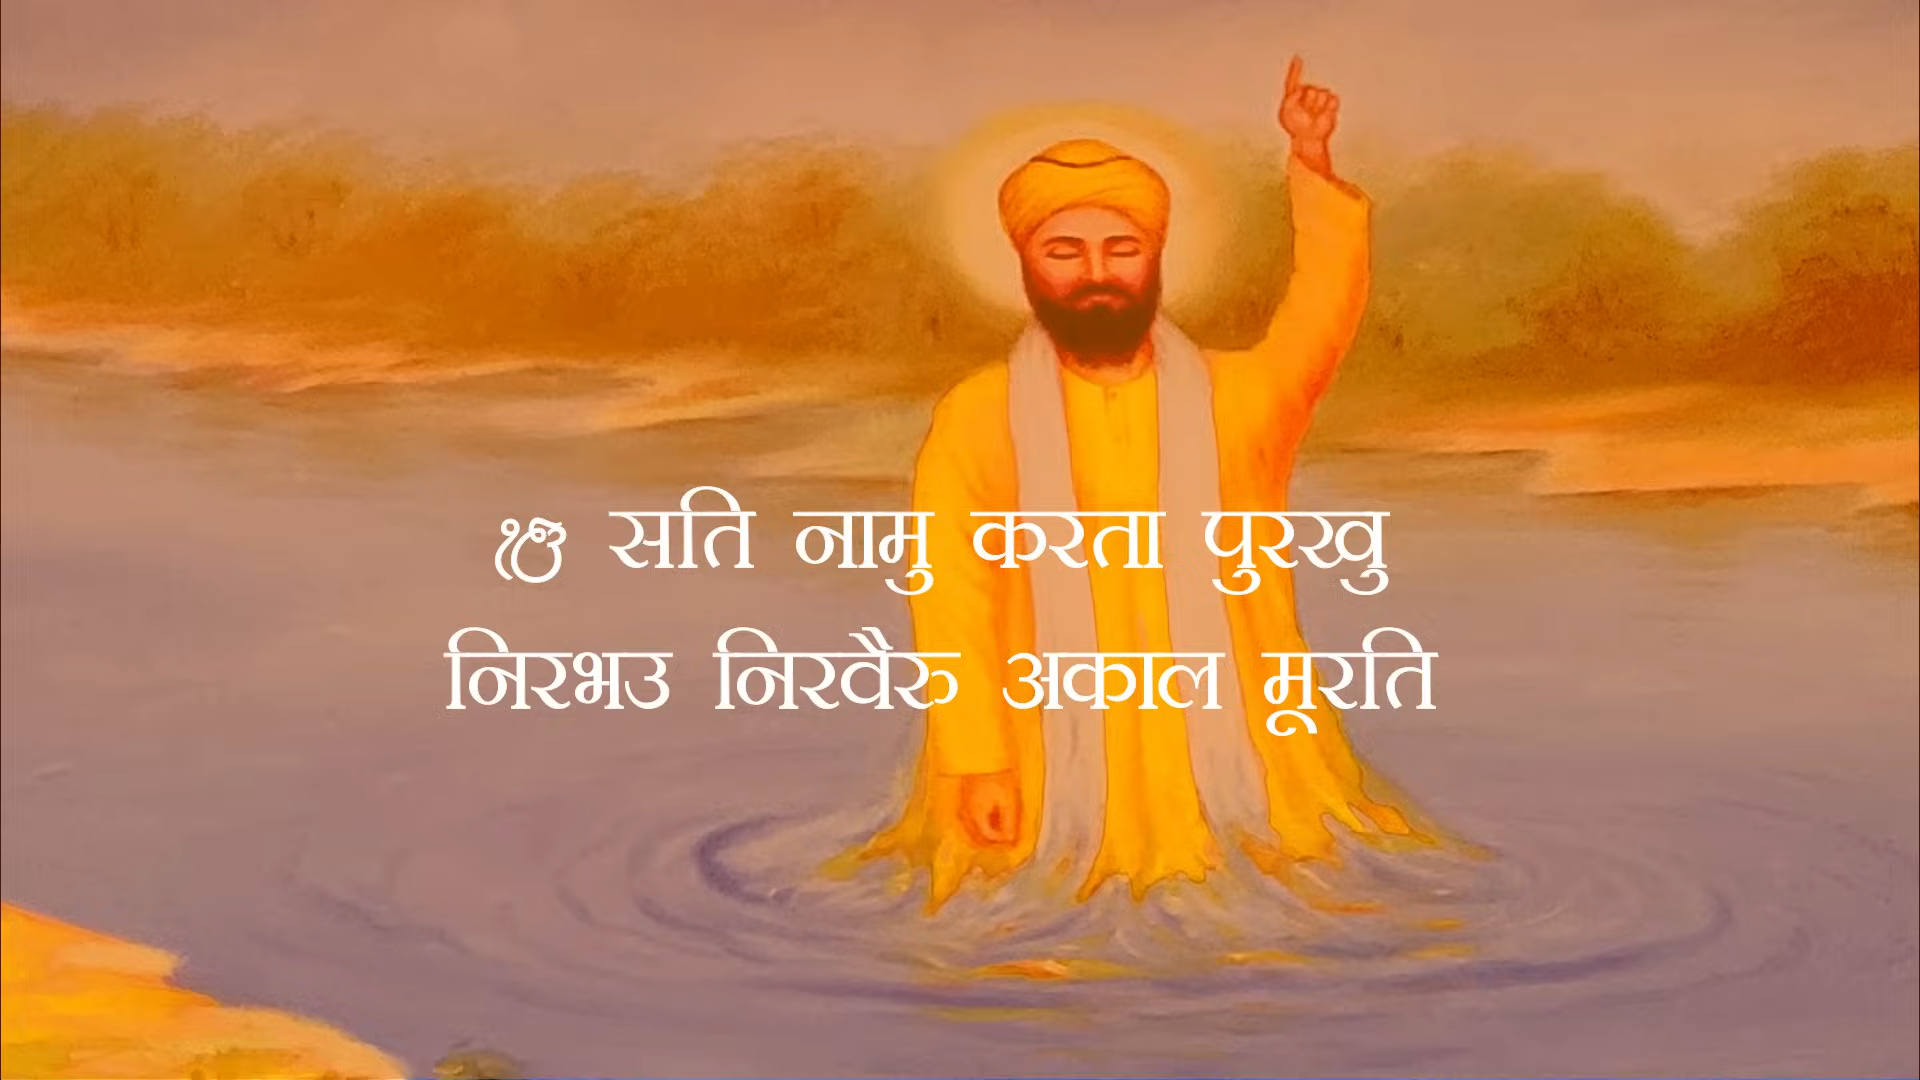 सति नामु करता पुरखु
निरभउ निरवैरु अकाल मूरति